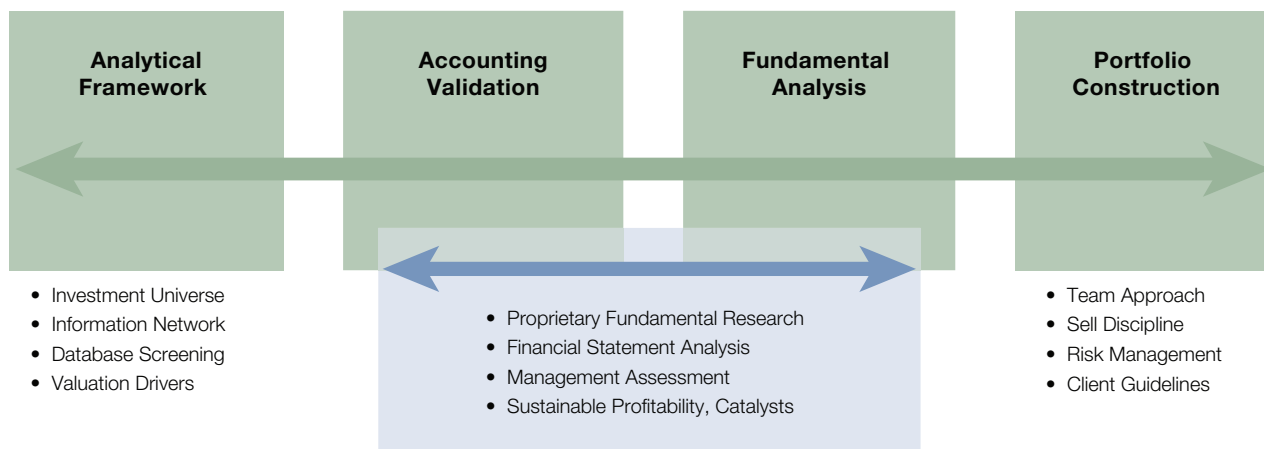 Analytical
Framework
Accounting
Validation
Fundamental
Analysis
Portfolio
Construction
• Investment Universe
• Information Network
• Database Screening
• Valuation Drivers
• Proprietary Fundamental Research
• Financial Statement Analysis
• Management Assessment
• Sustainable Profitability, Catalysts
• Team Approach
• Sell Discipline
• Risk Management
• Client Guidelines